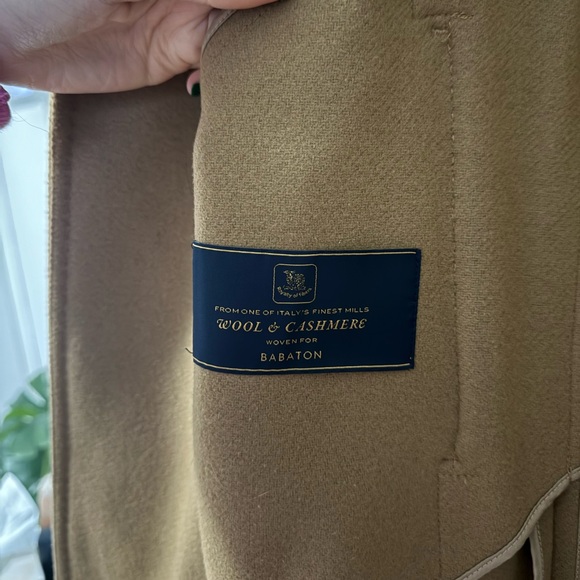 FROM ONE OF ITALY'S FINEST MILLS
WOOL & CASHMERE
WOVEN FOR
BABATON